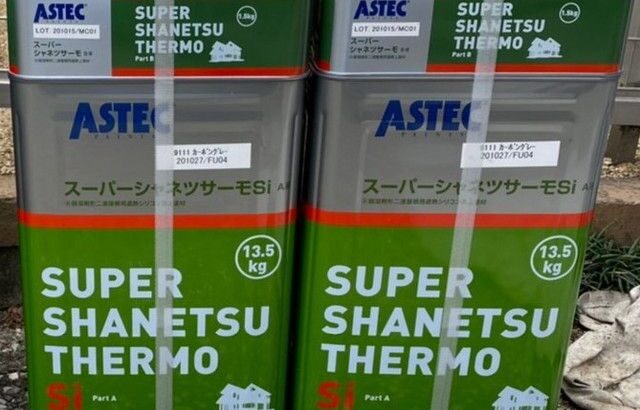 ASTEC
LOT. 201015/MC01
スーパー
シャネツサーモ
SUPER
SHANETSU
THERMO
Part B
1.5kg
ASTEC
PAINTS
9111 カーボングレー
201027/FU04
スーパーシャネツサーモSi A
13.5
kg
SUPER
SHANETSU
THERMO
Si Part A
ASTEC
LOT. 201015/MC01
スーパー
シャネツサーモ
SUPER
SHANETSU
THERMO
Part B
1.5kg
ASTEC
PAINTS
9111 カーボングレー
201027/FU04
スーパーシャネツサーモSi A
13.5
kg
SUPER
SHANETSU
THERMO
Si Part A